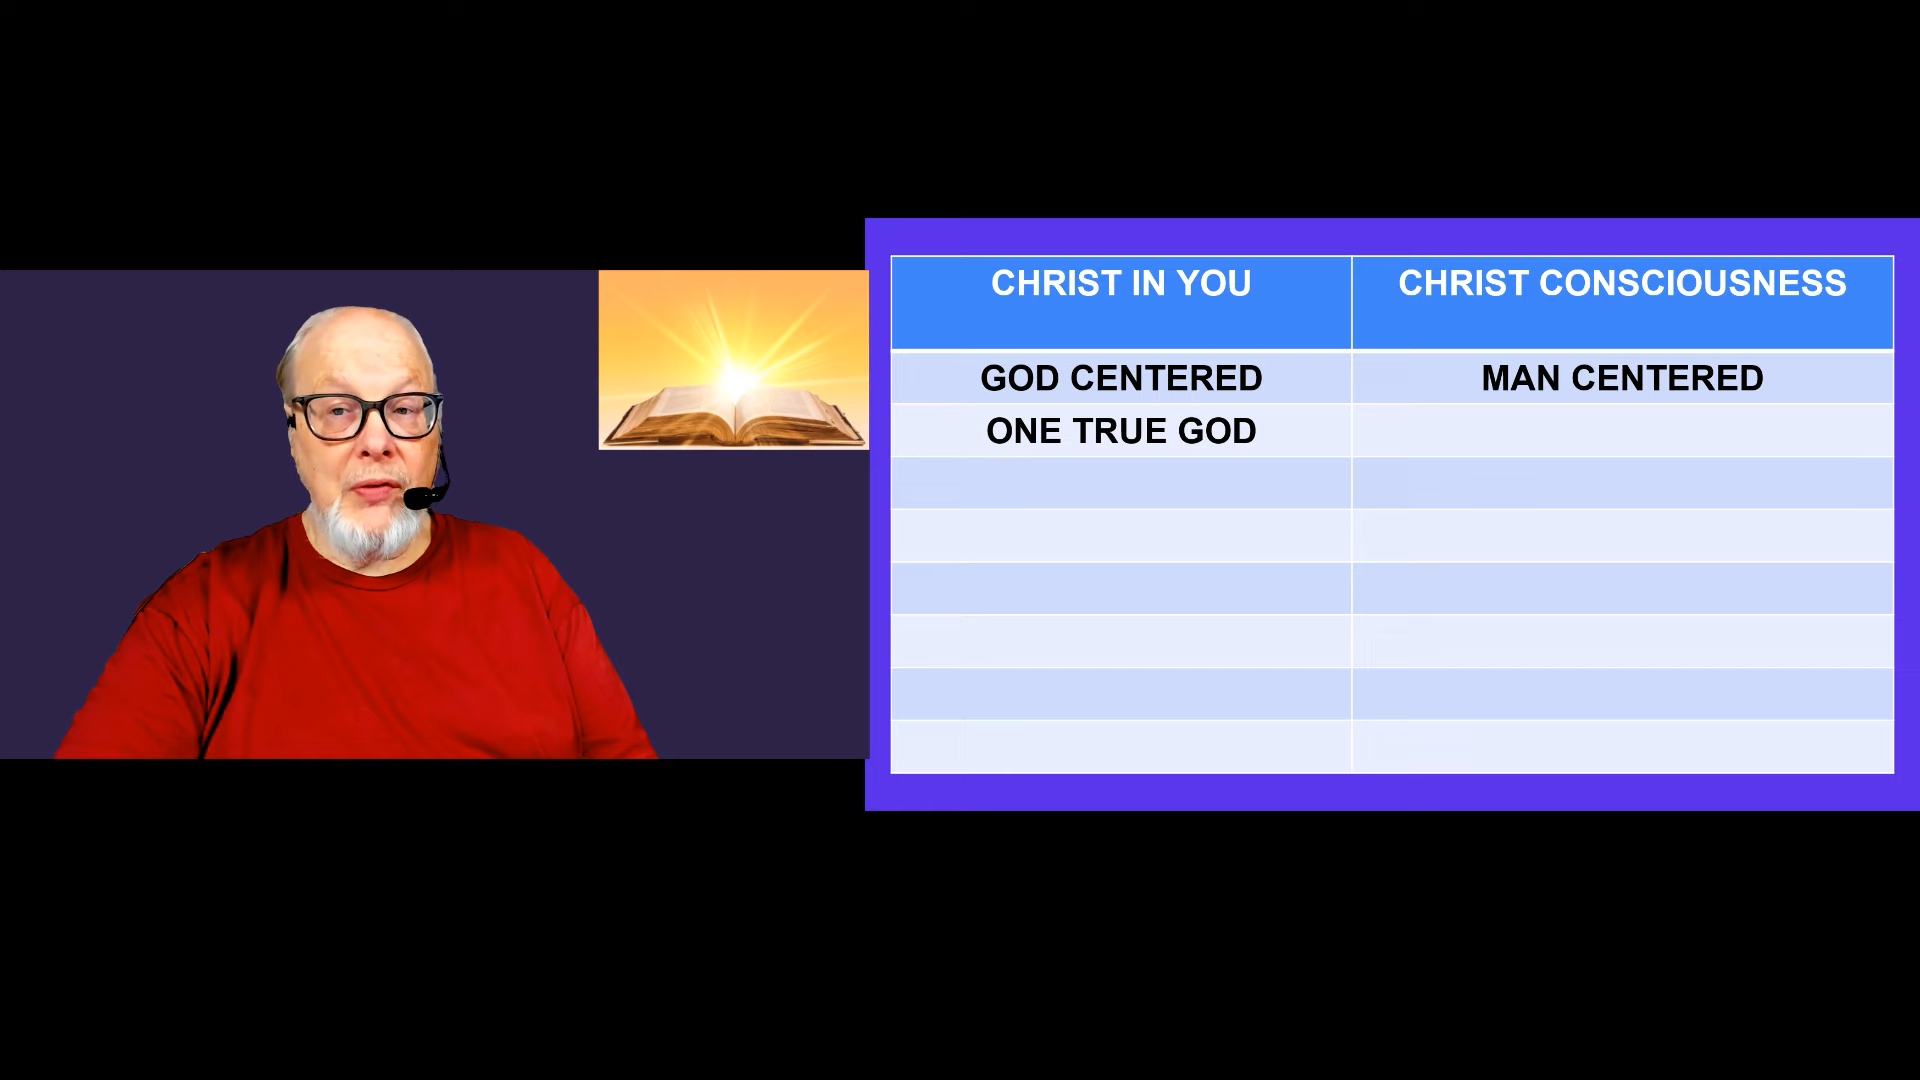 CHRIST IN YOU
CHRIST CONSCIOUSNESS
GOD CENTERED
MAN CENTERED
ONE TRUE GOD